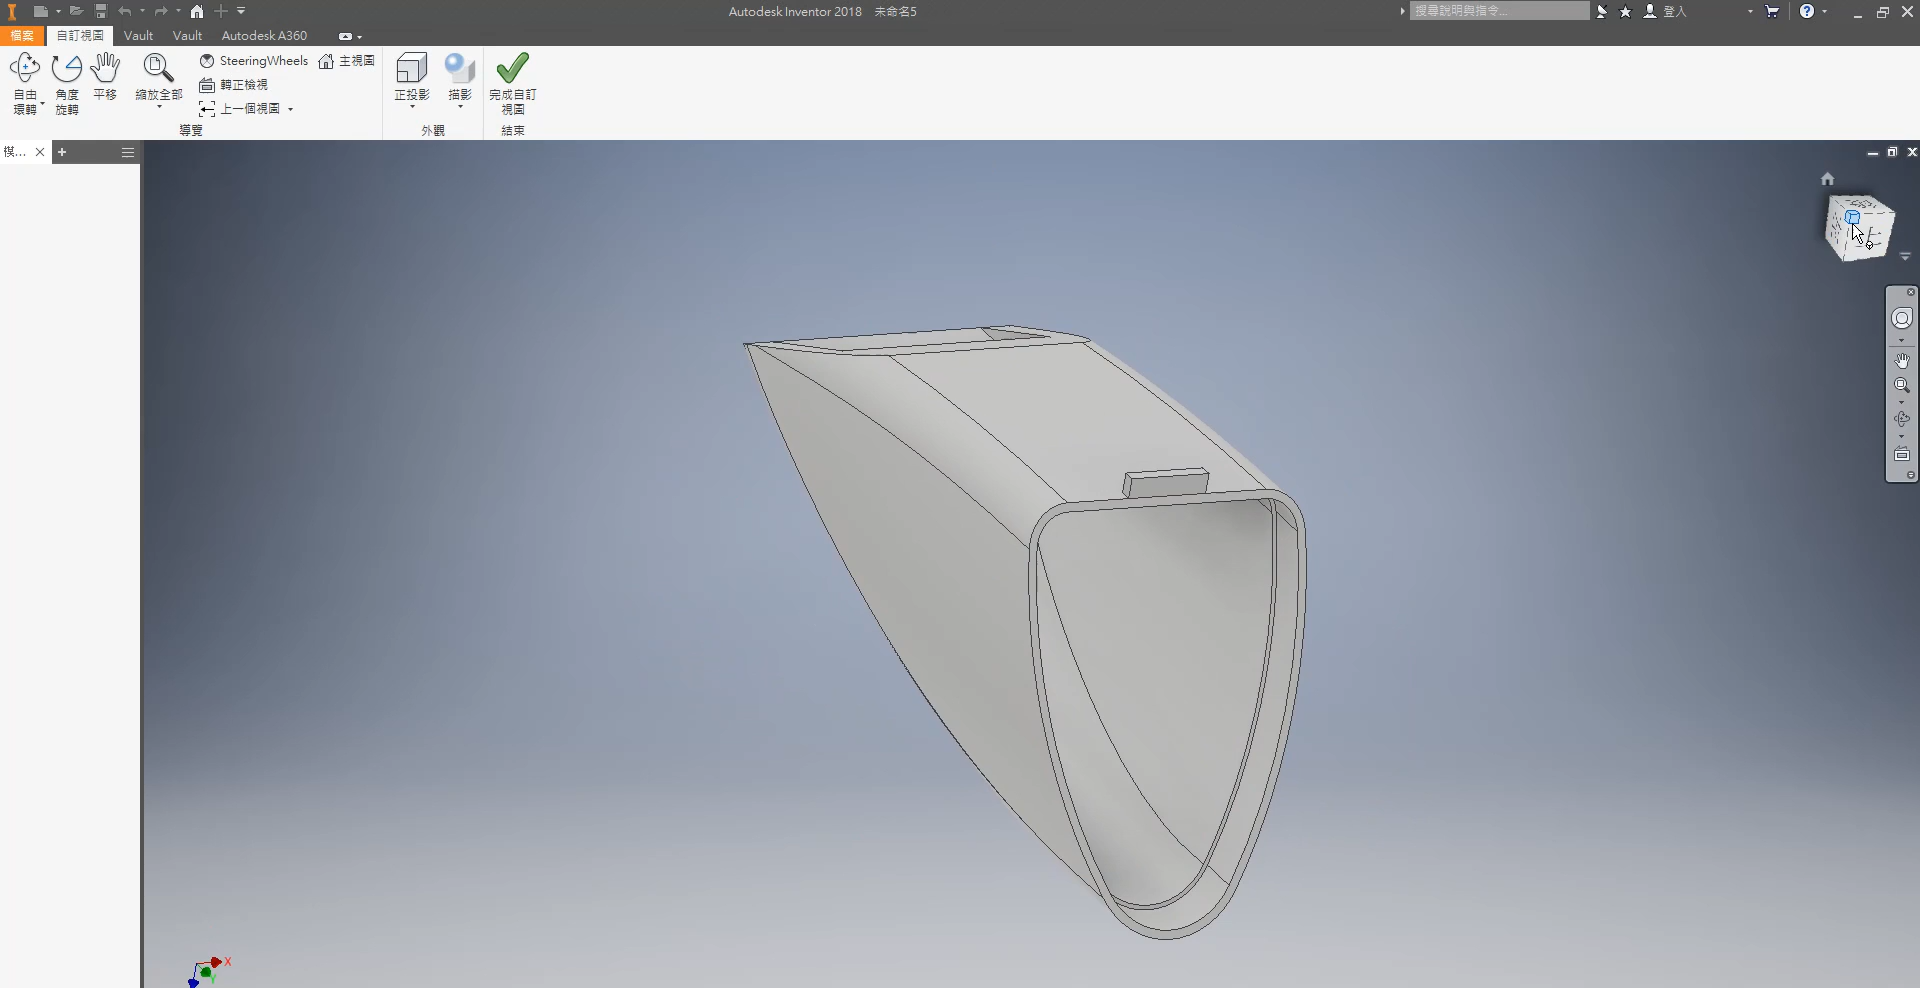 Autodesk Inventor 2018 未命名5
搜尋說明與指令...
登入
檔案 自訂視圖 Vault Vault Autodesk A360
自由
環轉
角度
旋轉
平移
縮放全部
SteeringWheels
主視圖
轉正檢視
上一個視圖
導覽
正投影
描影
外觀
完成自訂
視圖
結束
模...
上
X
Y